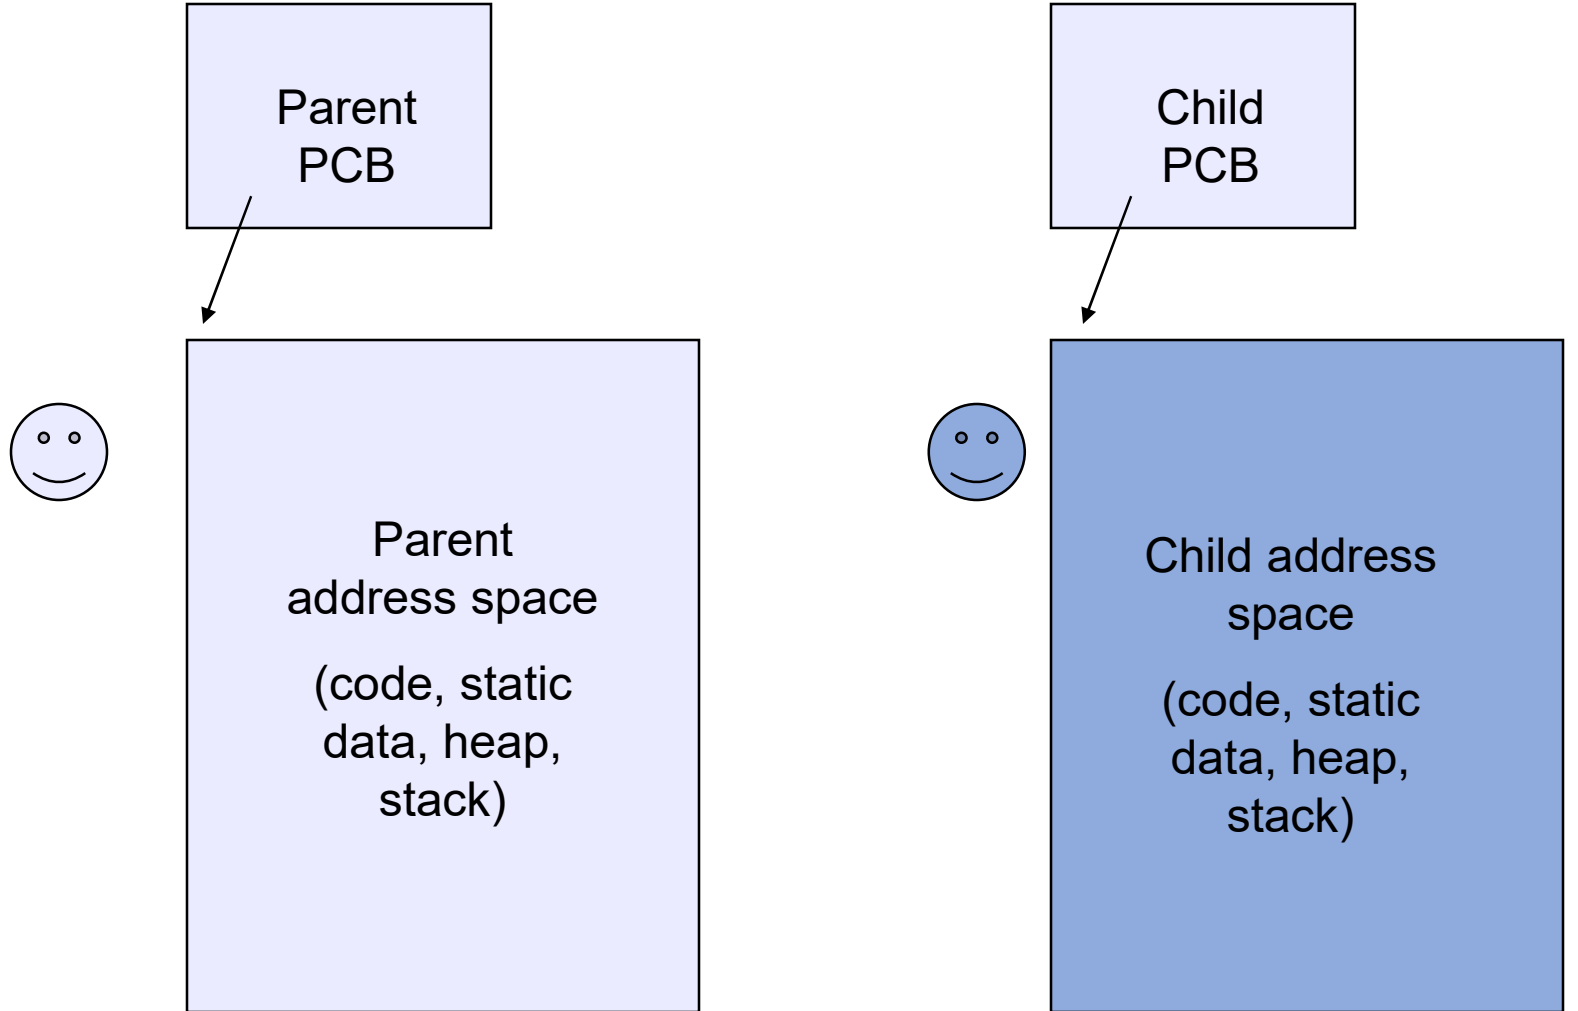 Parent
PCB
Child
PCB
Parent
address space
(code, static
data, heap,
stack)
Child address
space
(code, static
data, heap,
stack)